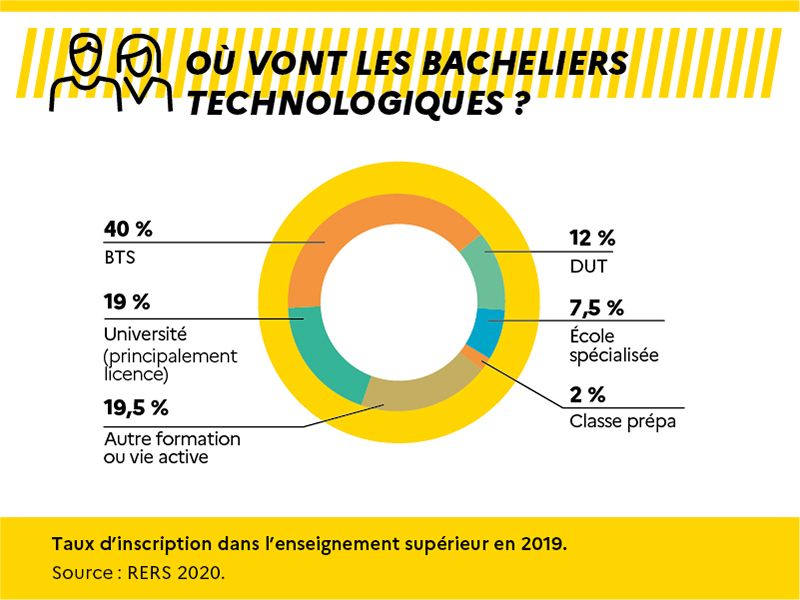 OÙ VONT LES BACHELIERS
TECHNOLOGIQUES ?
40 %
BTS
19 %
Université
(principalement
licence)
19,5 %
Autre formation
ou vie active
12 %
DUT
7,5 %
École
spécialisée
2 %
Classe prépa
Taux d’inscription dans l’enseignement supérieur en 2019.
Source : RERS 2020.